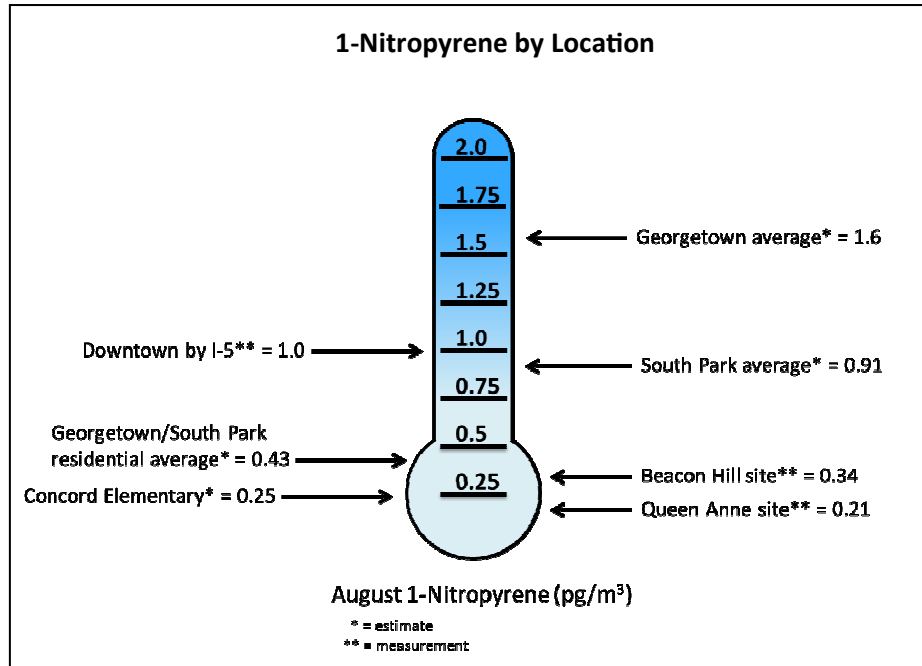 1-Nitropyrene by Location
2.0
1.75
1.5
1.25
1.0
0.75
0.5
0.25
Georgetown average* = 1.6
Downtown by I-5** = 1.0
South Park average* = 0.91
Georgetown/South Park
residential average* = 0.43
Concord Elementary* = 0.25
Beacon Hill site** = 0.34
Queen Anne site** = 0.21
August 1-Nitropyrene (pg/m³)
* = estimate
** = measurement